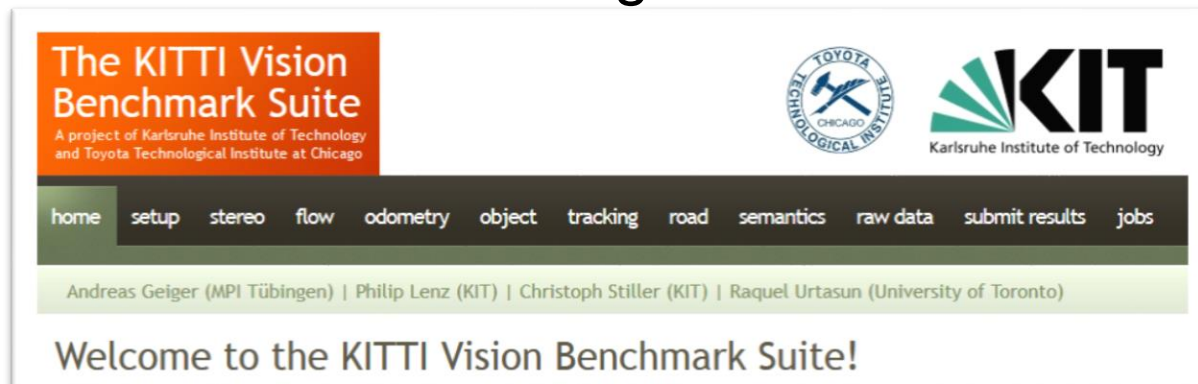 The KITTI Vision
Benchmark Suite
A project of Karlsruhe Institute of Technology
and Toyota Technological Institute at Chicago
TOYOTA TECHNOLOGICAL INSTITUTE
CHICAGO
KIT
Karlsruhe Institute of Technology
home setup stereo flow odometry object tracking road semantics raw data submit results jobs
Andreas Geiger (MPI Tübingen) | Philip Lenz (KIT) | Christoph Stiller (KIT) | Raquel Urtasun (University of Toronto)
Welcome to the KITTI Vision Benchmark Suite!